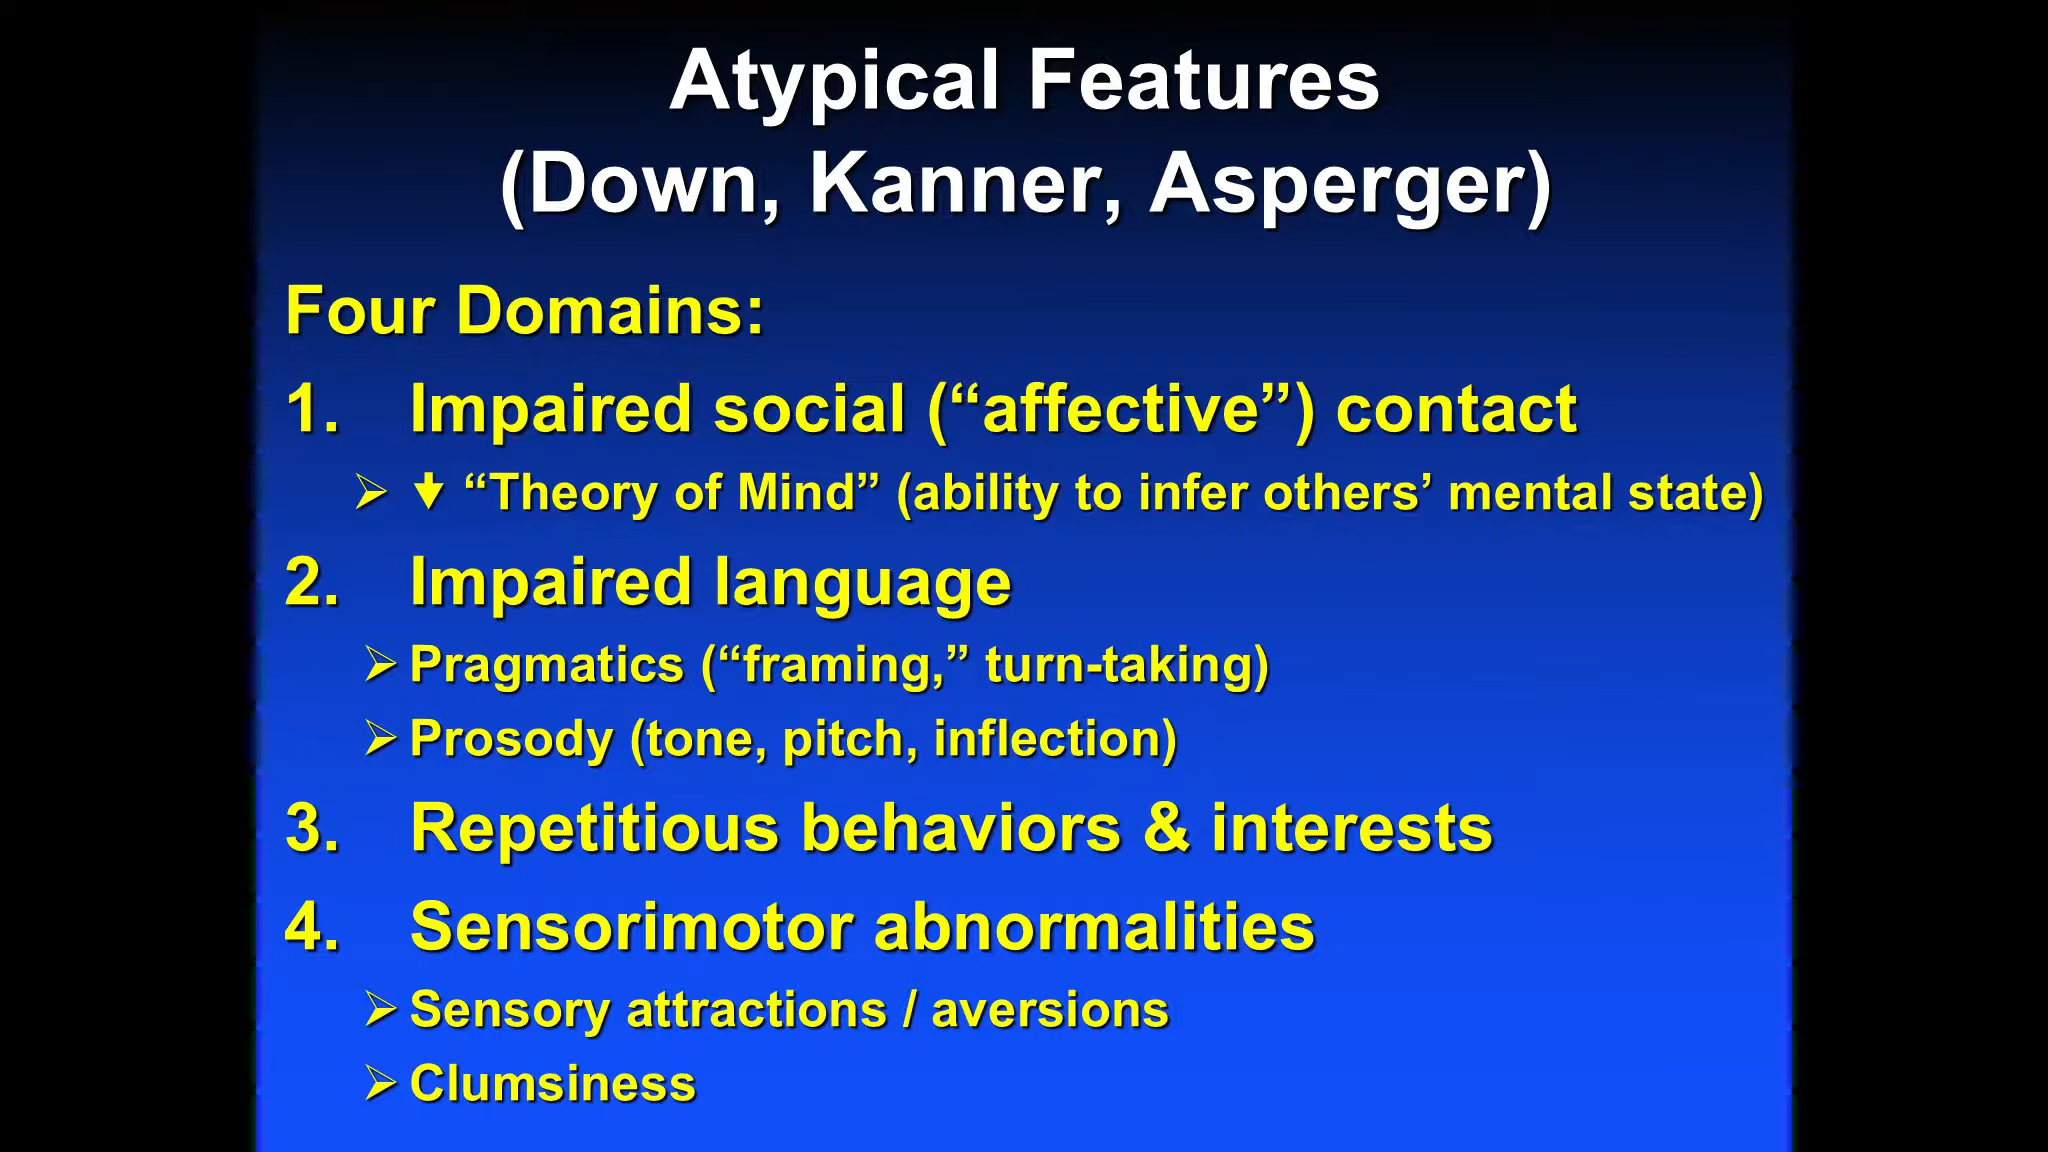 Atypical Features
(Down, Kanner, Asperger)
Four Domains:
1. Impaired social (“affective”) contact
➢ 🠋 “Theory of Mind” (ability to infer others’ mental state)
2. Impaired language
➢ Pragmatics (“framing,” turn-taking)
➢ Prosody (tone, pitch, inflection)
3. Repetitious behaviors & interests
4. Sensorimotor abnormalities
➢ Sensory attractions / aversions
➢ Clumsiness